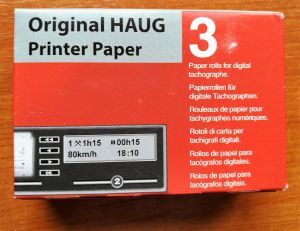 Original HAUG
Printer Paper
3
Paper rolls for digital
tachographs.
Papierrollen für
digitale Tachographen.
Rouleaux de papier pour
tachygraphes numériques.
Rotoli di carta per
tachigrafi digitali.
Rolos de papel para
tacógrafos digitales.
Rolos de papel para
tacógrafos digitais.
1 00h15
1h15
80km/h 18:10
2